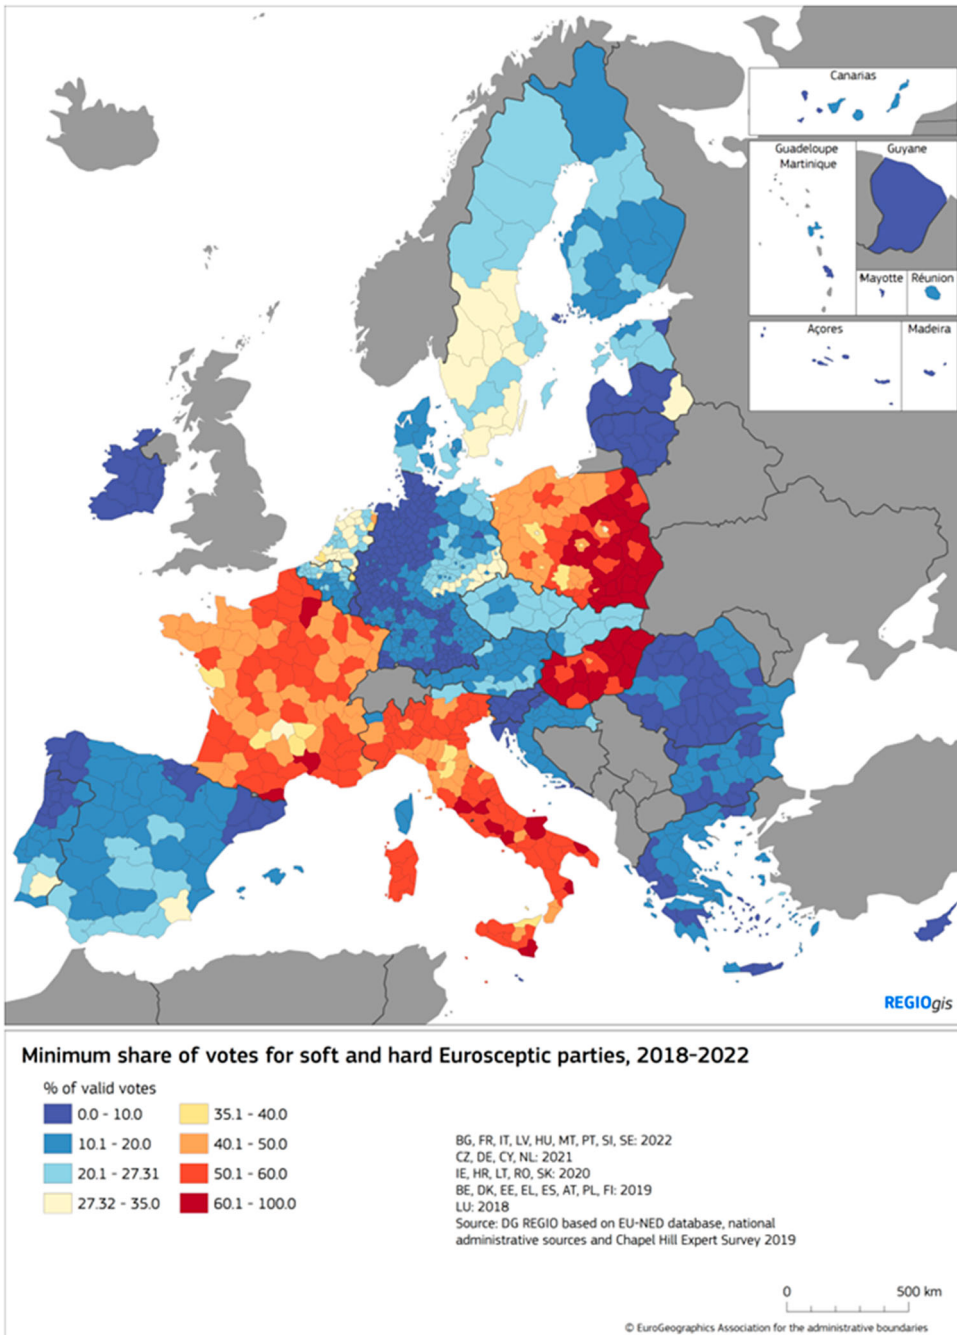 Canarias
Guadeloupe
Martinique
Guyane
Mayotte
Réunion
Açores
Madeira
REGIOgis
Minimum share of votes for soft and hard Eurosceptic parties, 2018-2022
% of valid votes
0.0 - 10.0
10.1 - 20.0
20.1 - 27.31
27.32 - 35.0
35.1 - 40.0
40.1 - 50.0
50.1 - 60.0
60.1 - 100.0
BG, FR, IT, LV, HU, MT, PT, SI, SE: 2022
CZ, DE, CY, NL: 2021
IE, HR, LT, RO, SK: 2020
BE, DK, EE, EL, ES, AT, PL, FI: 2019
LU: 2018
Source: DG REGIO based on EU-NED database, national
administrative sources and Chapel Hill Expert Survey 2019
0 500 km
© EuroGeographics Association for the administrative boundaries